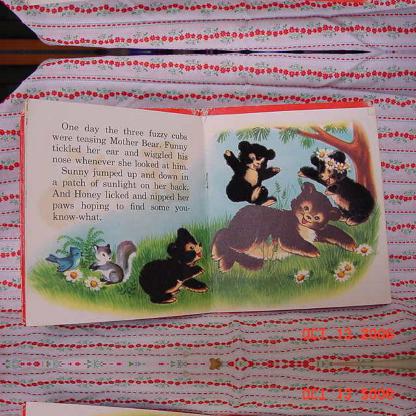 One day the three fuzzy cubs
were teasing Mother Bear. Funny
tickled her ear and wiggled his
nose whenever she looked at him.
Sunny jumped up and down in
a patch of sunlight on her back.
And Honey licked and nipped her
paws hoping to find some you-
know-what.
OCT 13 2006
OCT 13 2006